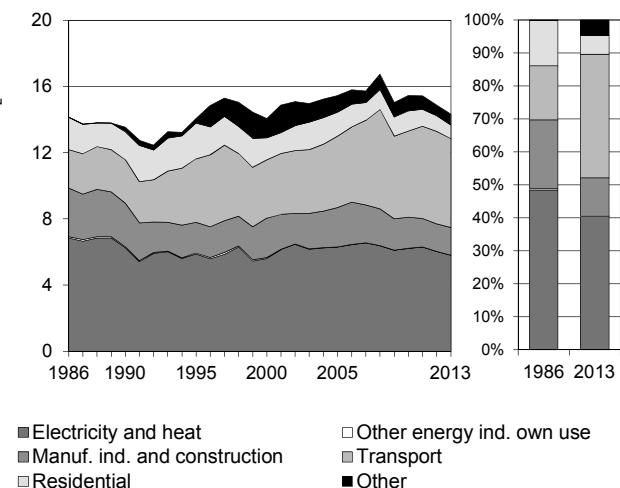 20
16
12
8
4
0
1986 1990 1995 2000 2005 2013
100%
90%
80%
70%
60%
50%
40%
30%
20%
10%
0%
1986 2013
Electricity and heat
Other energy ind. own use
Manuf. ind. and construction
Transport
Residential
Other